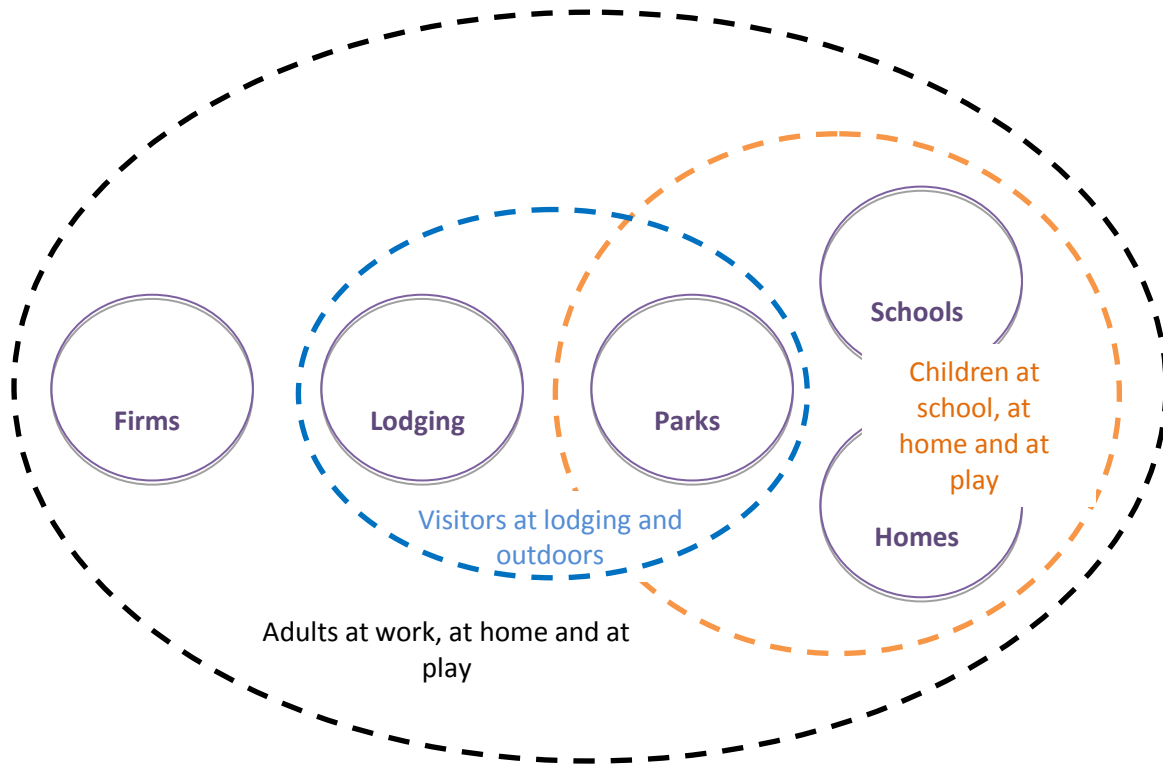 Firms
Lodging
Parks
Schools
Children at
school, at
home and at
play
Homes
Visitors at lodging and
outdoors
Adults at work, at home and at
play